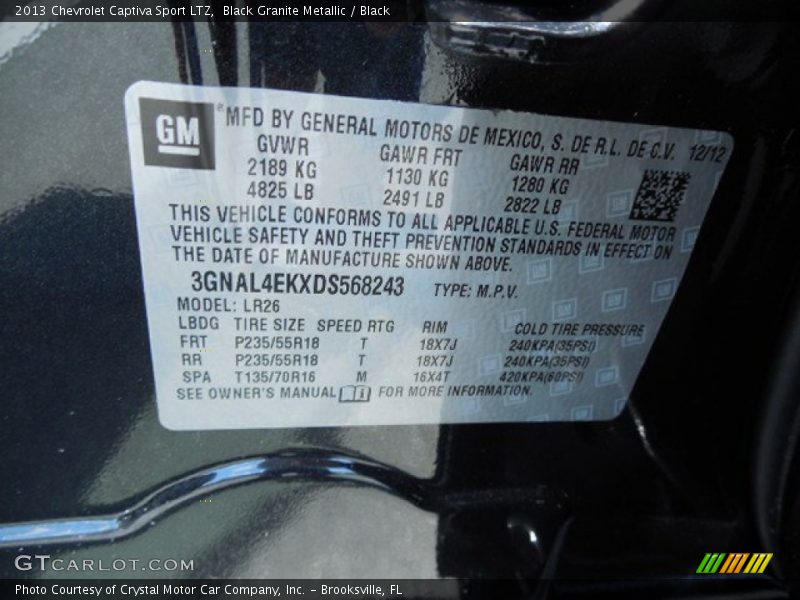 2013 Chevrolet Captiva Sport LTZ, Black Granite Metallic / Black
GM ® MFD BY GENERAL MOTORS DE MEXICO, S. DE R.L. DE C.V. 12/12
GVWR GAWR FRT GAWR RR
2189 KG 1130 KG 1280 KG
4825 LB 2491 LB 2822 LB
THIS VEHICLE CONFORMS TO ALL APPLICABLE U.S. FEDERAL MOTOR
VEHICLE SAFETY AND THEFT PREVENTION STANDARDS IN EFFECT ON
THE DATE OF MANUFACTURE SHOWN ABOVE.
3GNAL4EKXDS568243 TYPE: M.P.V.
MODEL: LR26
LBDG TIRE SIZE SPEED RTG RIM COLD TIRE PRESSURE
FRT P235/55R18 T 18X7J 240KPA(35PSI)
RR P235/55R18 T 18X7J 240KPA(35PSI)
SPA T135/70R16 M 16X4T 420KPA(60PSI)
SEE OWNER'S MANUAL FOR MORE INFORMATION.
GTCARLOT.COM
Photo Courtesy of Crystal Motor Car Company, Inc. – Brooksville, FL